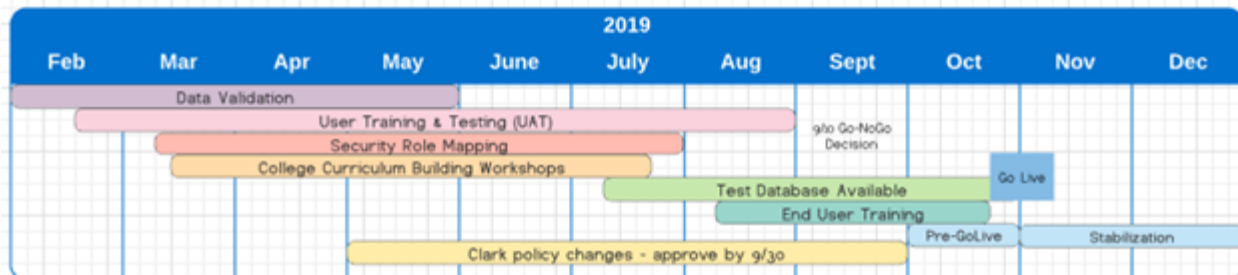 2019
Feb Mar Apr May June July Aug Sept Oct Nov Dec
Data Validation
User Training & Testing (UAT)
9/10 Go-NoGo
Decision
Security Role Mapping
College Curriculum Building Workshops
Go Live
Test Database Available
End User Training
Pre-GoLive
Stabilization
Clark policy changes - approve by 9/30